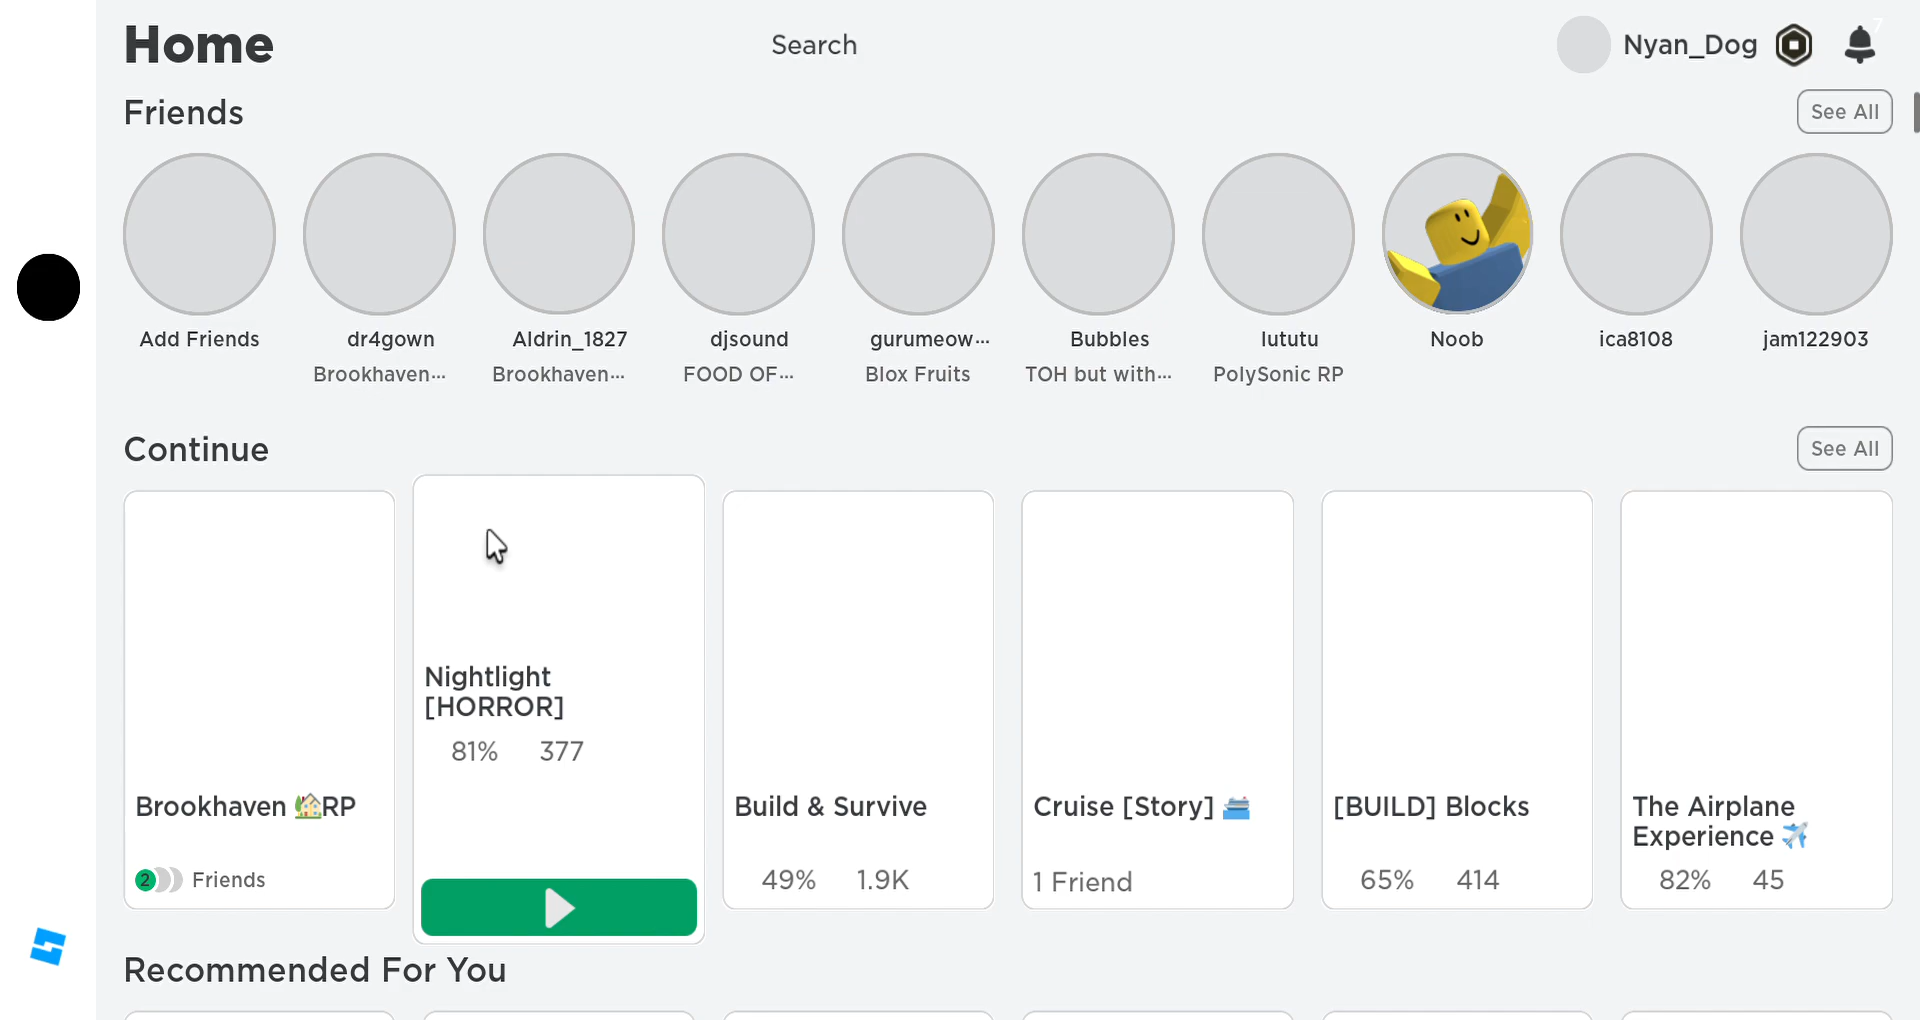 Home
Search
Nyan_Dog
7
Friends
See All
Add Friends
dr4gown
Aldrin_1827
djsound
gurumeow...
Bubbles
lututu
Noob
ica8108
jam122903
Brookhaven...
Brookhaven...
FOOD OF...
Blox Fruits
TOH but with...
PolySonic RP
Continue
See All
Brookhaven 🏡RP
2 Friends
Nightlight
[HORROR]
81% 377
Build & Survive
49% 1.9K
Cruise [Story] 🚢
1 Friend
[BUILD] Blocks
65% 414
The Airplane
Experience ✈️
82% 45
Recommended For You